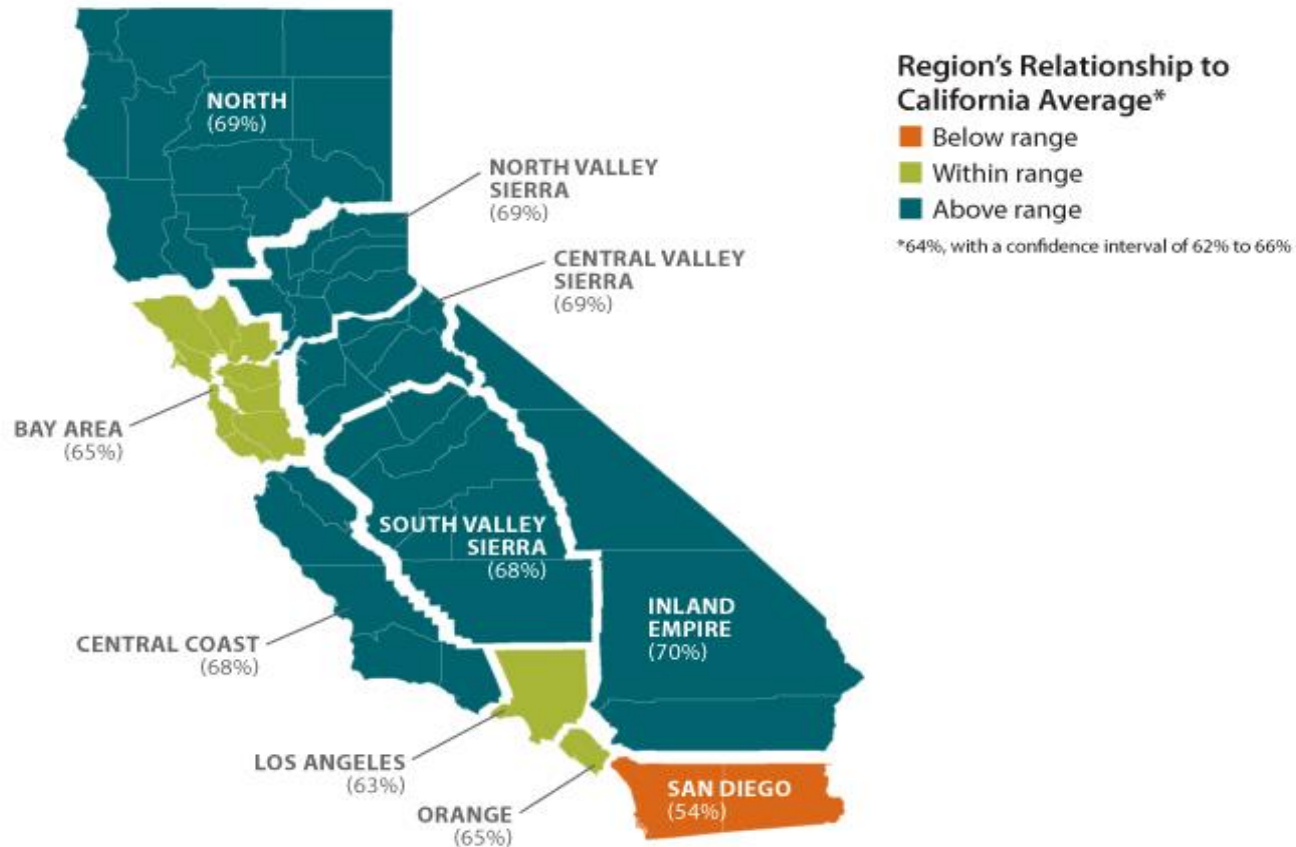 Region's Relationship to
California Average*
Below range
Within range
Above range
*64%, with a confidence interval of 62% to 66%
NORTH
(69%)
NORTH VALLEY
SIERRA
(69%)
CENTRAL VALLEY
SIERRA
(69%)
BAY AREA
(65%)
SOUTH VALLEY
SIERRA
(68%)
INLAND
EMPIRE
(70%)
CENTRAL COAST
(68%)
LOS ANGELES
(63%)
ORANGE
(65%)
SAN DIEGO
(54%)